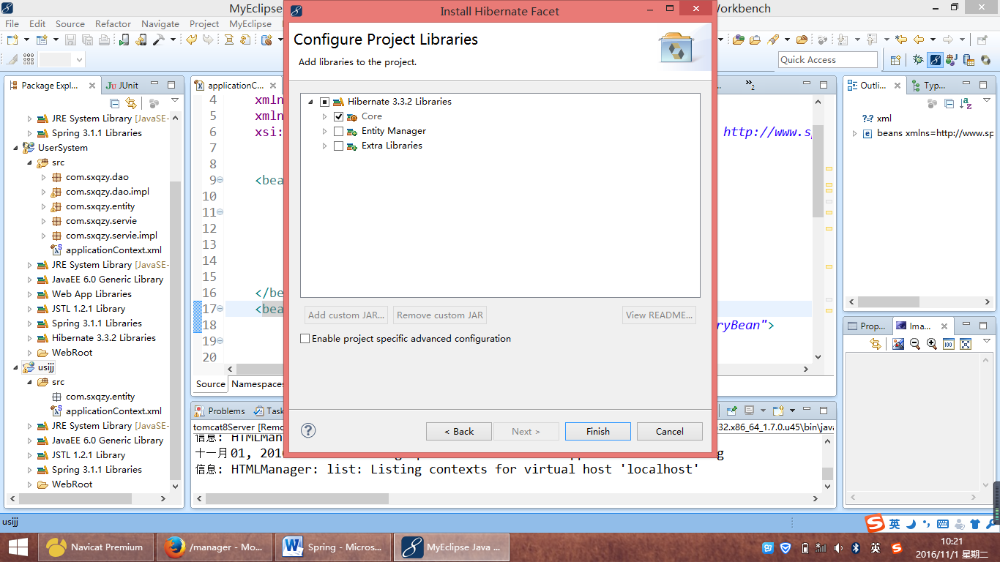 MyEclipse
Install Hibernate Facet
Workbench
File Edit Source Refactor Navigate Project MyEclipse
Quick Access
Configure Project Libraries
Add libraries to the project.
Hibernate 3.3.2 Libraries
Core
Entity Manager
Extra Libraries
Add custom JAR...
Remove custom JAR
View README...
Enable project specific advanced configuration
< Back
Next >
Finish
Cancel
Package Expl...
JUnit
JRE System Library [JavaSE-
Spring 3.1.1 Libraries
UserSystem
src
com.sxqzy.dao
com.sxqzy.dao.impl
com.sxqzy.entity
com.sxqzy.servie
com.sxqzy.servie.impl
applicationContext.xml
JRE System Library [JavaSE-
JavaEE 6.0 Generic Library
Web App Libraries
JSTL 1.2.1 Library
Spring 3.1.1 Libraries
Hibernate 3.3.2 Libraries
WebRoot
usijj
src
com.sxqzy.entity
applicationContext.xml
JRE System Library [JavaSE-
JavaEE 6.0 Generic Library
JSTL 1.2.1 Library
Spring 3.1.1 Libraries
WebRoot
applicationC...
4 xmln
5 xmln
6 xsi: http://www.sp
7
8
9 <bea
10
11
12
13
14
15
16 </be
17 <bea
18 ryBean">
19
20
Source Namespaces
Problems Task
tomcat8Server [Remo
32.x86_64_1.7.0.u45\bin\java
信息: HTMLMan
十一月 01, 201
信息: HTMLManager: list: Listing contexts for virtual host 'localhost'
Outli...
Typ...
xml
beans xmlns=http://www.sp
Prop...
Ima...
usijj
英
Navicat Premium
/manager - Mo...
Spring - Micros...
MyEclipse Java ...
英
10:21
2016/11/1 星期二